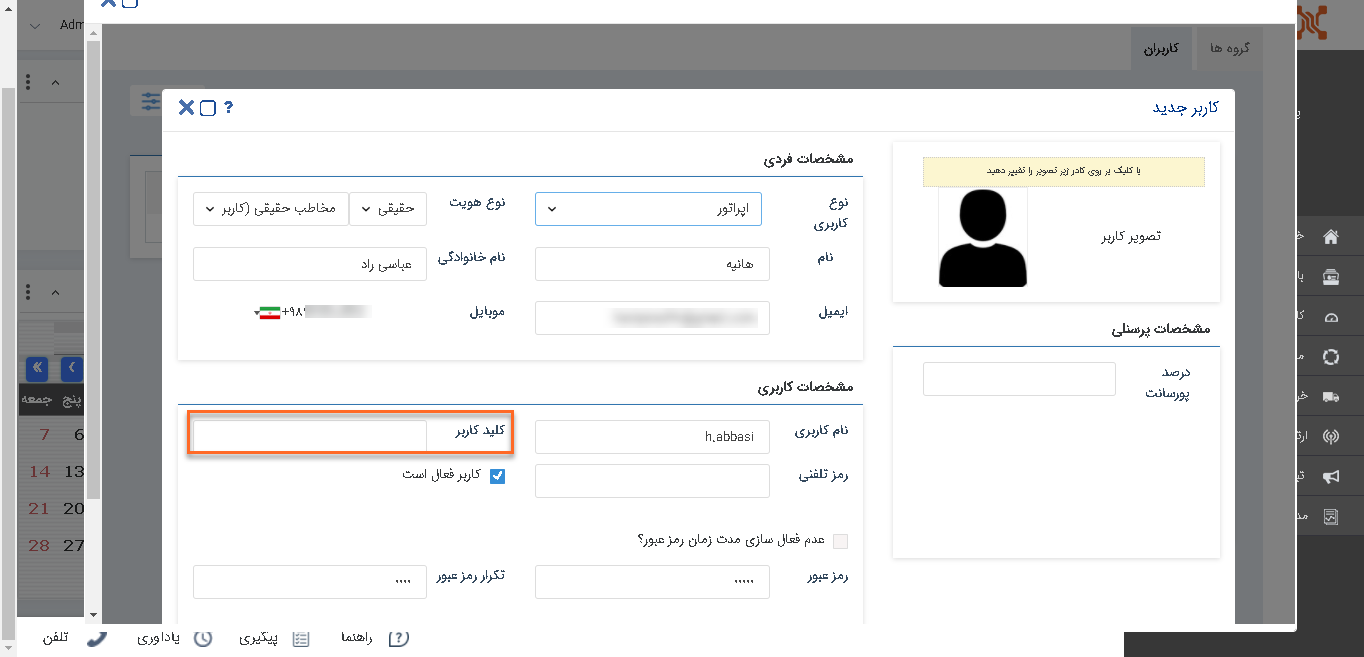 Adm
گروه ها
کاربران
کاربر جدید
?
با کلیک بر روی کادر زیر تصویر را تغییر دهید
تصویر کاربر
مشخصات پرسنلی
درصد پورسانت
مشخصات فردی
نوع کاربری
اپراتور
نوع هویت
حقیقی
مخاطب حقیقی (کاربر
نام
هانیه
نام خانوادگی
عباسی راد
ایمیل
موبایل
+۹۸۹
مشخصات کاربری
نام کاربری
h.abbasi
کلید کاربر
رمز تلفنی
کاربر فعال است
عدم فعال سازی مدت زمان رمز عبور؟
رمز عبور
.....
تکرار رمز عبور
....
پنج
جمعه
6
7
13
14
20
21
27
28
راهنما
پیگیری
یادآوری
تلفن